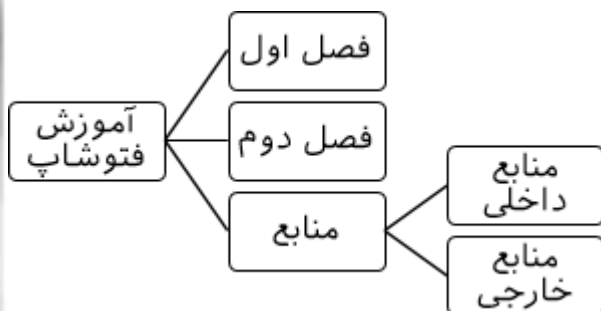 فصل اول
آموزش
فتوشاپ
فصل دوم
منابع
منابع
داخلی
منابع
خارجی